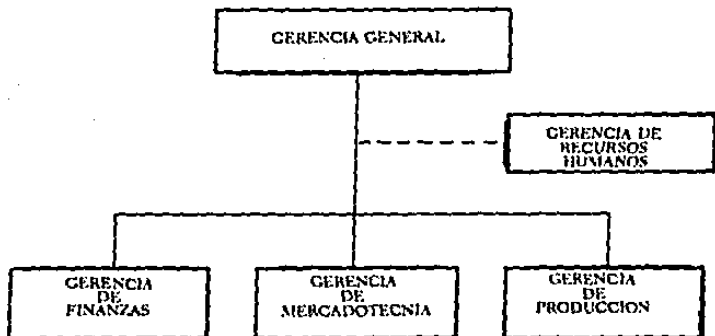 GERENCIA GENERAL
GERENCIA DE
RECURSOS
HUMANOS
GERENCIA
DE
FINANZAS
GERENCIA
DE
MERCADOTECNIA
GERENCIA
DE
PRODUCCION